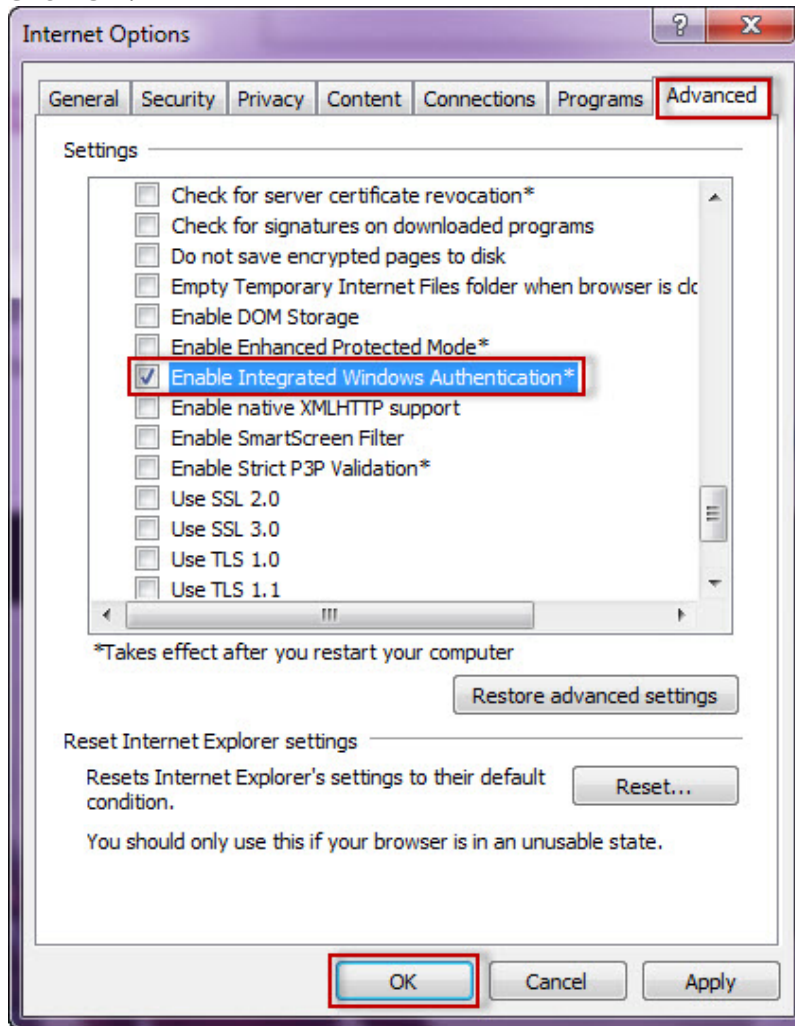 Internet Options
General Security Privacy Content Connections Programs Advanced
Settings
Check for server certificate revocation*
Check for signatures on downloaded programs
Do not save encrypted pages to disk
Empty Temporary Internet Files folder when browser is clc
Enable DOM Storage
Enable Enhanced Protected Mode*
Enable Integrated Windows Authentication*
Enable native XMLHTTP support
Enable SmartScreen Filter
Enable Strict P3P Validation*
Use SSL 2.0
Use SSL 3.0
Use TLS 1.0
Use TLS 1.1
*Takes effect after you restart your computer
Restore advanced settings
Reset Internet Explorer settings
Resets Internet Explorer's settings to their default
condition.
Reset...
You should only use this if your browser is in an unusable state.
OK Cancel Apply